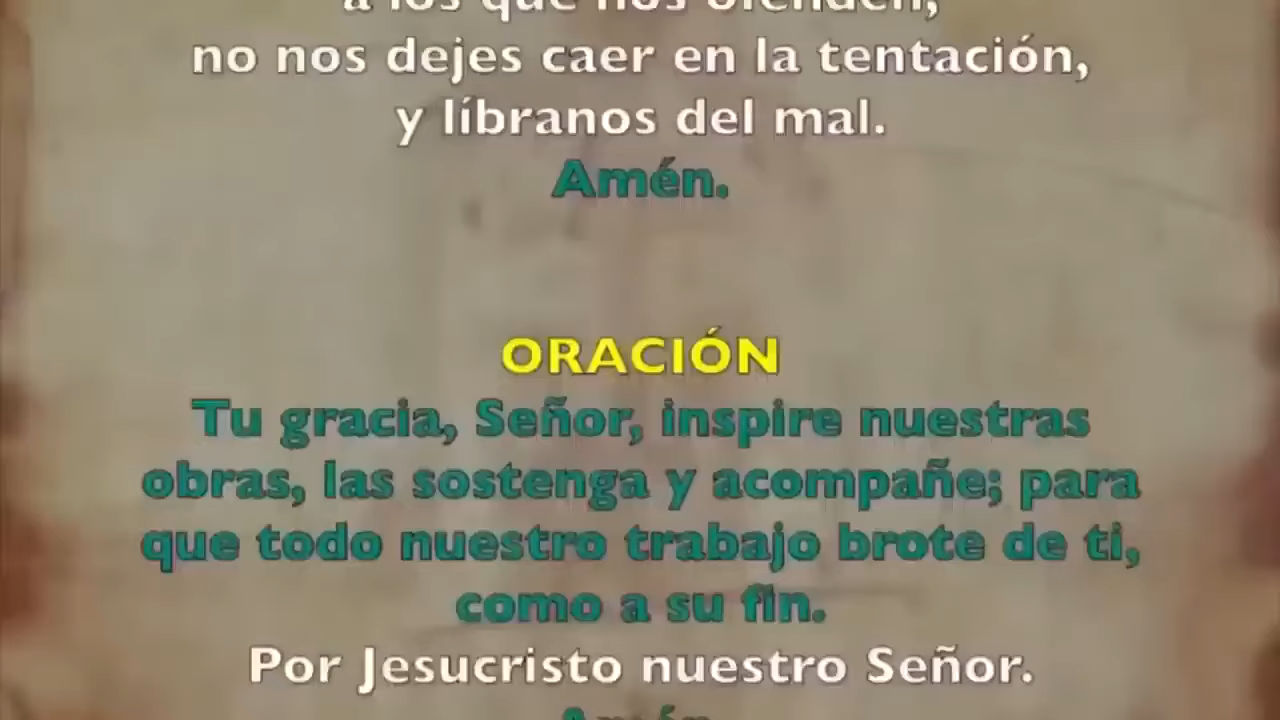 a los que nos ofenden,
no nos dejes caer en la tentación,
y líbranos del mal.
Amén.
ORACIÓN
Tu gracia, Señor, inspire nuestras
obras, las sostenga y acompañe; para
que todo nuestro trabajo brote de ti,
como a su fin.
Por Jesucristo nuestro Señor.
Amén.